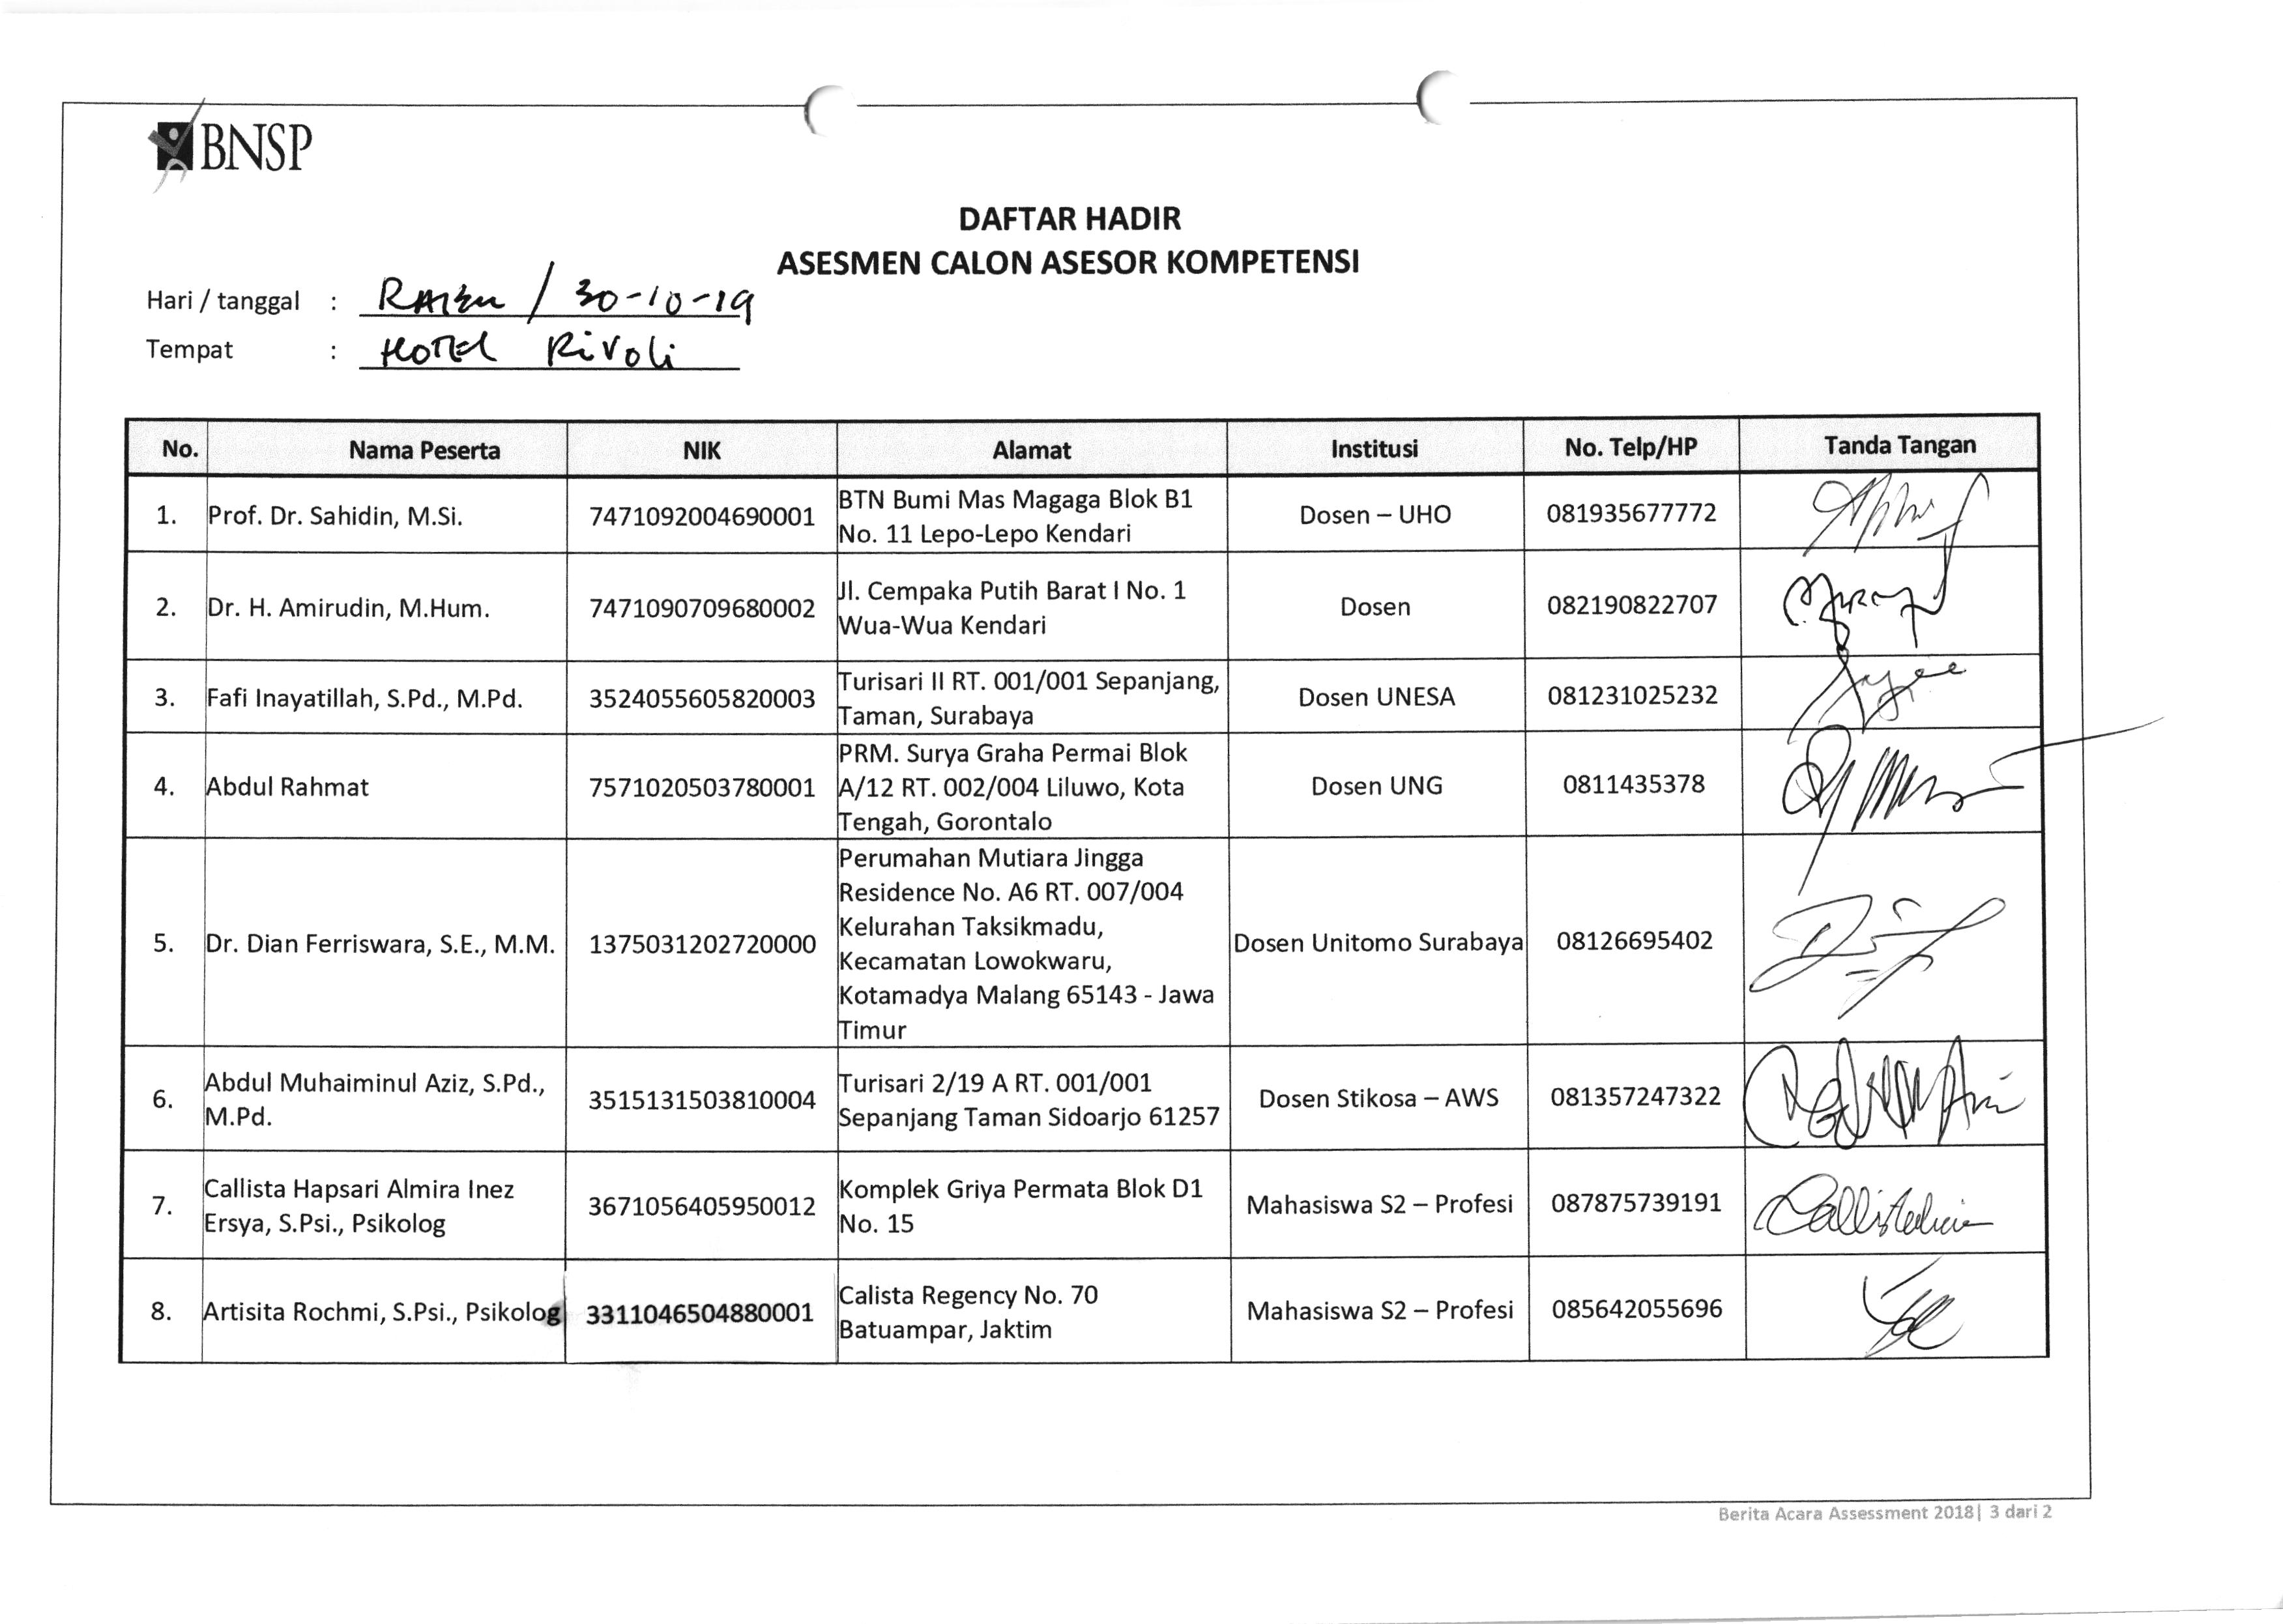 BNSP
DAFTAR HADIR
ASESMEN CALON ASESOR KOMPETENSI
Hari / tanggal : Rabu / 30-10-19
Tempat : Hotel Rivoli
No. Nama Peserta NIK Alamat Institusi No. Telp/HP Tanda Tangan
1. Prof. Dr. Sahidin, M.Si. 7471092004690001 BTN Bumi Mas Magaga Blok B1
No. 11 Lepo-Lepo Kendari Dosen – UHO 081935677772
2. Dr. H. Amirudin, M.Hum. 7471090709680002 Jl. Cempaka Putih Barat I No. 1
Wua-Wua Kendari Dosen 082190822707
3. Fafi Inayatillah, S.Pd., M.Pd. 3524055605820003 Turisari II RT. 001/001 Sepanjang,
Taman, Surabaya Dosen UNESA 081231025232
4. Abdul Rahmat 7571020503780001 PRM. Surya Graha Permai Blok
A/12 RT. 002/004 Liluwo, Kota
Tengah, Gorontalo Dosen UNG 0811435378
5. Dr. Dian Ferriswara, S.E., M.M. 1375031202720000 Perumahan Mutiara Jingga
Residence No. A6 RT. 007/004
Kelurahan Taksikmadu,
Kecamatan Lowokwaru,
Kotamadya Malang 65143 - Jawa
Timur Dosen Unitomo Surabaya 08126695402
6. Abdul Muhaiminul Aziz, S.Pd.,
M.Pd. 3515131503810004 Turisari 2/19 A RT. 001/001
Sepanjang Taman Sidoarjo 61257 Dosen Stikosa – AWS 081357247322
7. Callista Hapsari Almira Inez
Ersya, S.Psi., Psikolog 3671056405950012 Komplek Griya Permata Blok D1
No. 15 Mahasiswa S2 – Profesi 087875739191
8. Artisita Rochmi, S.Psi., Psikolog 3311046504880001 Calista Regency No. 70
Batuampar, Jaktim Mahasiswa S2 – Profesi 085642055696
Berita Acara Assessment 2018| 3 dari 2